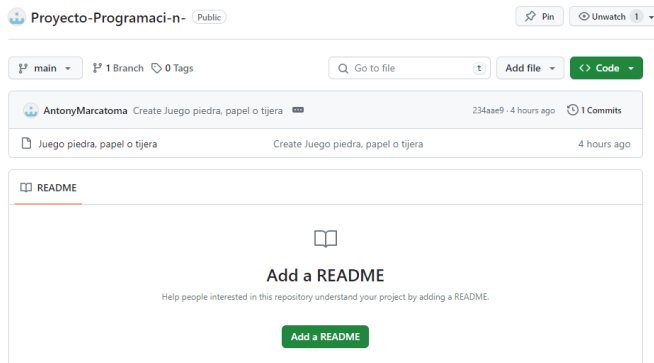 Proyecto-Programaci-n- Public Pin Unwatch 1
main 1 Branch 0 Tags Go to file t Add file <> Code
AntonyMarcatoma Create Juego piedra, papel o tijera 234aae9 · 4 hours ago 1 Commits
Juego piedra, papel o tijera Create Juego piedra, papel o tijera 4 hours ago
README
Add a README
Help people interested in this repository understand your project by adding a README.
Add a README